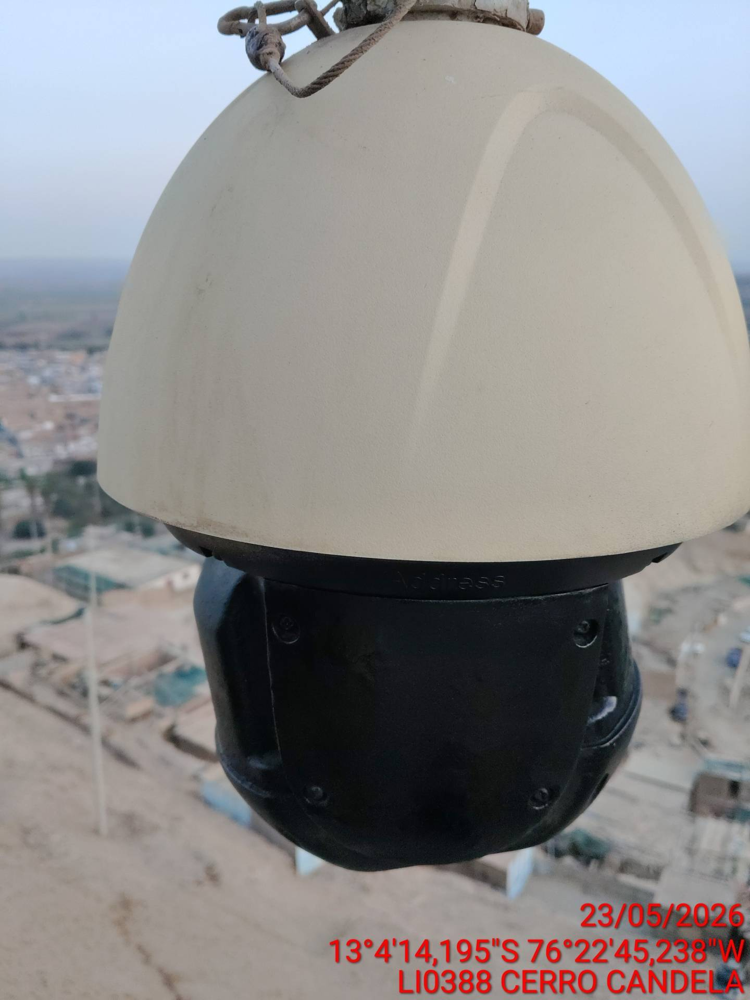 Address
23/05/2026
13°4'14,195"S 76°22'45,238"W
LI0388 CERRO CANDELA